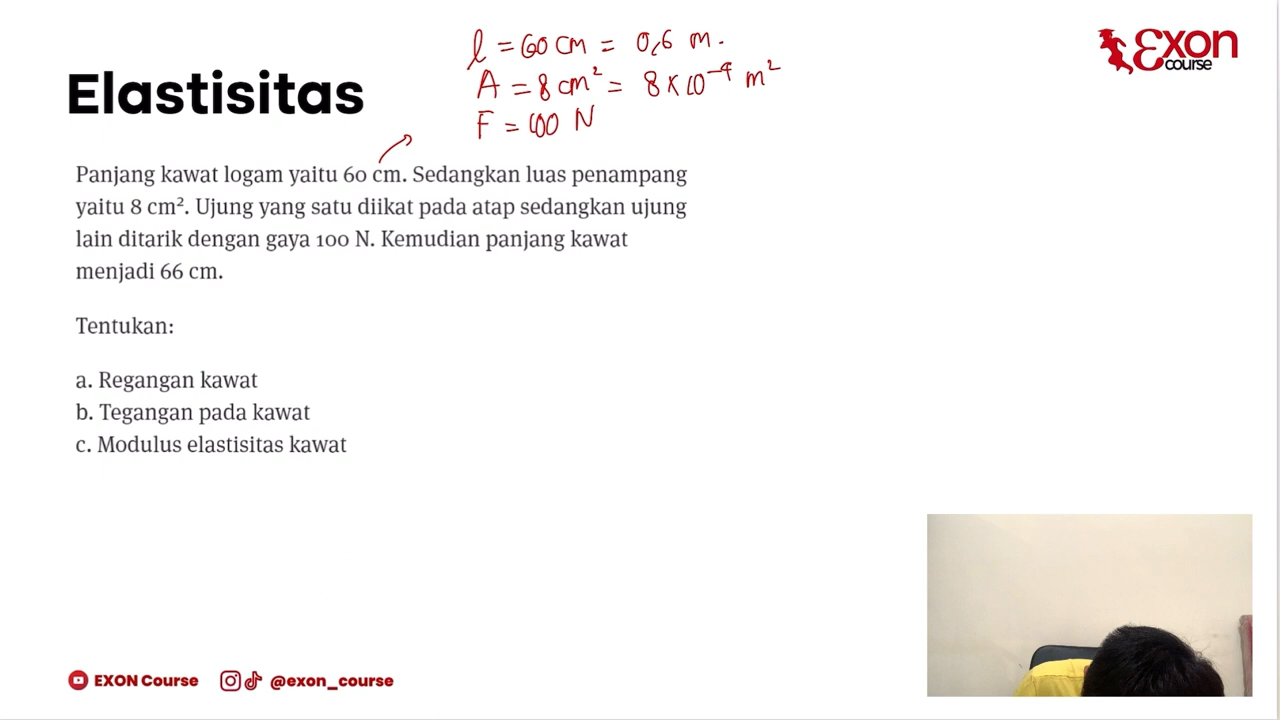 l = 60 cm = 0,6 m.
A = 8 cm² = 8 × 10⁻⁴ m²
F = 100 N
Exon
course
Elastisitas
Panjang kawat logam yaitu 60 cm. Sedangkan luas penampang
yaitu 8 cm². Ujung yang satu diikat pada atap sedangkan ujung
lain ditarik dengan gaya 100 N. Kemudian panjang kawat
menjadi 66 cm.
Tentukan:
a. Regangan kawat
b. Tegangan pada kawat
c. Modulus elastisitas kawat
EXON Course @exon_course